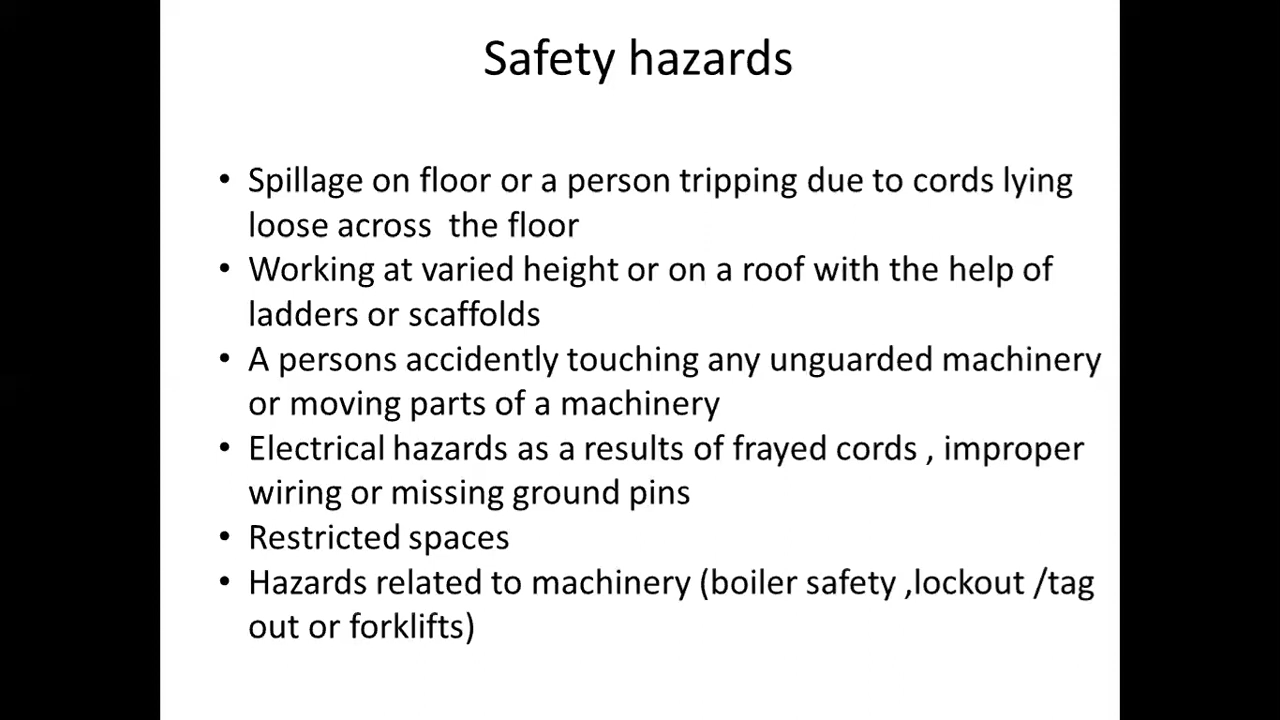 Safety hazards
• Spillage on floor or a person tripping due to cords lying
loose across  the floor
• Working at varied height or on a roof with the help of
ladders or scaffolds
• A persons accidently touching any unguarded machinery
or moving parts of a machinery
• Electrical hazards as a results of frayed cords , improper
wiring or missing ground pins
• Restricted spaces
• Hazards related to machinery (boiler safety ,lockout /tag
out or forklifts)